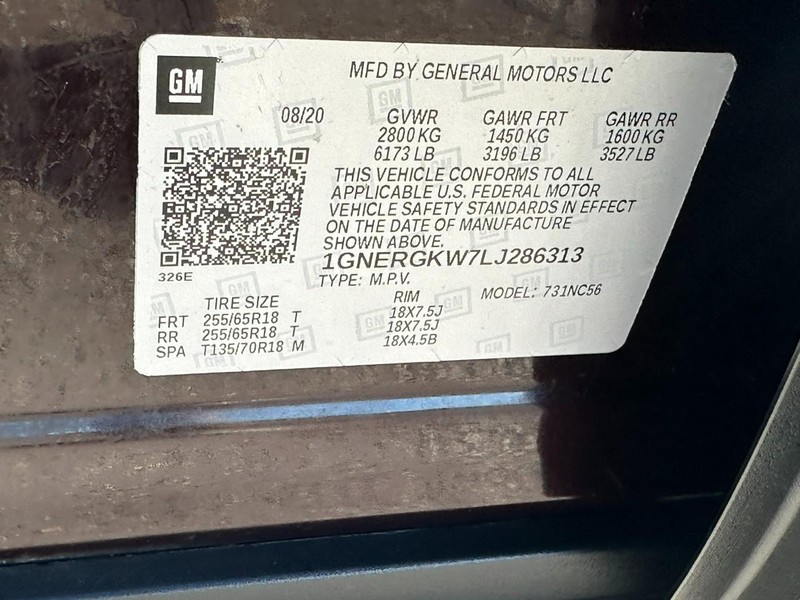 GM
MFD BY GENERAL MOTORS LLC
08/20 GVWR GAWR FRT GAWR RR
2800 KG 1450 KG 1600 KG
6173 LB 3196 LB 3527 LB
THIS VEHICLE CONFORMS TO ALL
APPLICABLE U.S. FEDERAL MOTOR
VEHICLE SAFETY STANDARDS IN EFFECT
ON THE DATE OF MANUFACTURE
SHOWN ABOVE.
326E
1GNERGKW7LJ286313
TYPE: M.P.V. MODEL: 731NC56
TIRE SIZE RIM
FRT 255/65R18 T 18X7.5J
RR 255/65R18 T 18X7.5J
SPA T135/70R18 M 18X4.5B